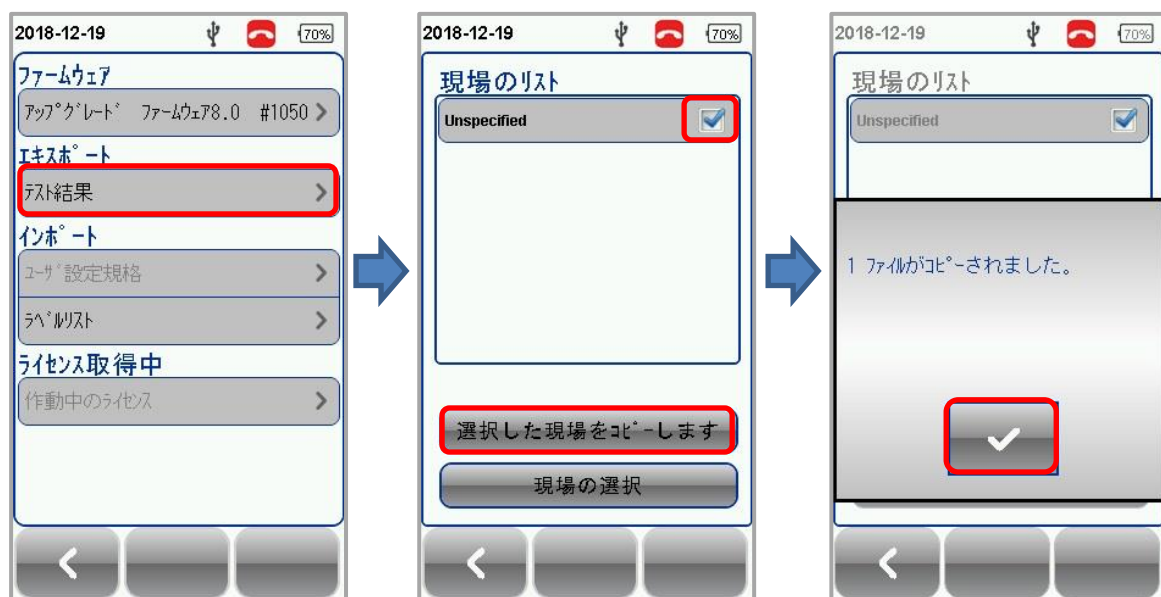 2018-12-19 70%
ファームウェア
ｱｯﾌﾟｸﾞﾚｰﾄﾞ ﾌｧｰﾑｳｪｱ8.0 #1050
ｴｷｽﾎﾟｰﾄ
ﾃｽﾄ結果
ｲﾝﾎﾟｰﾄ
ﾕｰｻﾞ設定規格
ﾗﾍﾞﾙﾘｽﾄ
ﾗｲｾﾝｽ取得中
作動中のﾗｲｾﾝｽ
2018-12-19 70%
現場のﾘｽﾄ
Unspecified
選択した現場をｺﾋﾟｰします
現場の選択
2018-12-19 70%
現場のﾘｽﾄ
Unspecified
1 ﾌｧｲﾙがｺﾋﾟｰされました。